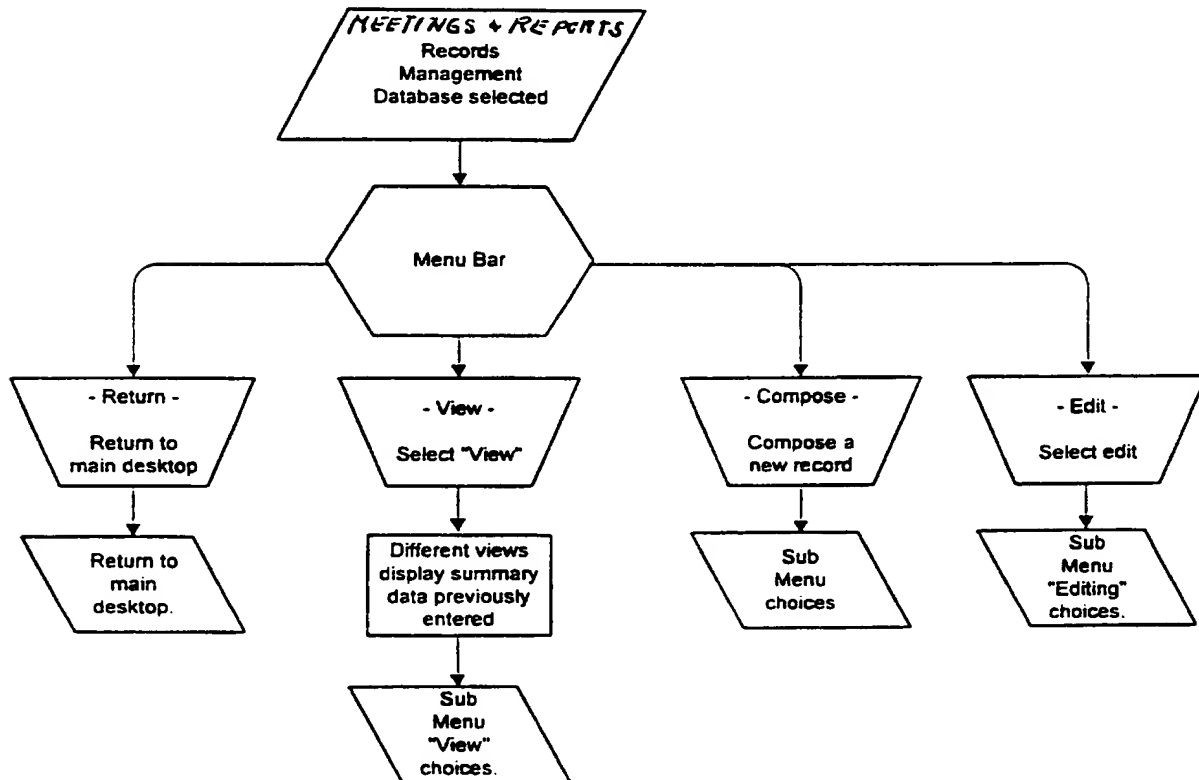 MEETINGS & REPORTS
Records
Management
Database selected
Menu Bar
- Return -
Return to
main desktop
- View -
Select "View"
- Compose -
Compose a
new record
- Edit -
Select edit
Return to
main
desktop.
Different views
display summary
data previously
entered
Sub
Menu
choices
Sub
Menu
"Editing"
choices.
Sub
Menu
"View"
choices.